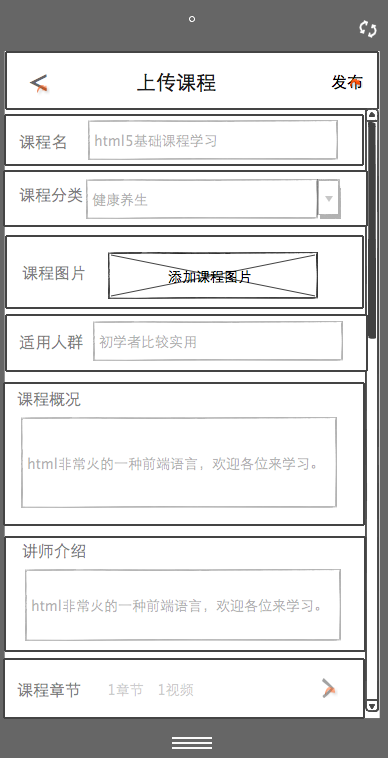 上传课程
发布
课程名 html5基础课程学习
课程分类 健康养生
课程图片 添加课程图片
适用人群 初学者比较实用
课程概况
html非常火的一种前端语言，欢迎各位来学习。
讲师介绍
html非常火的一种前端语言，欢迎各位来学习。
课程章节 1章节 1视频